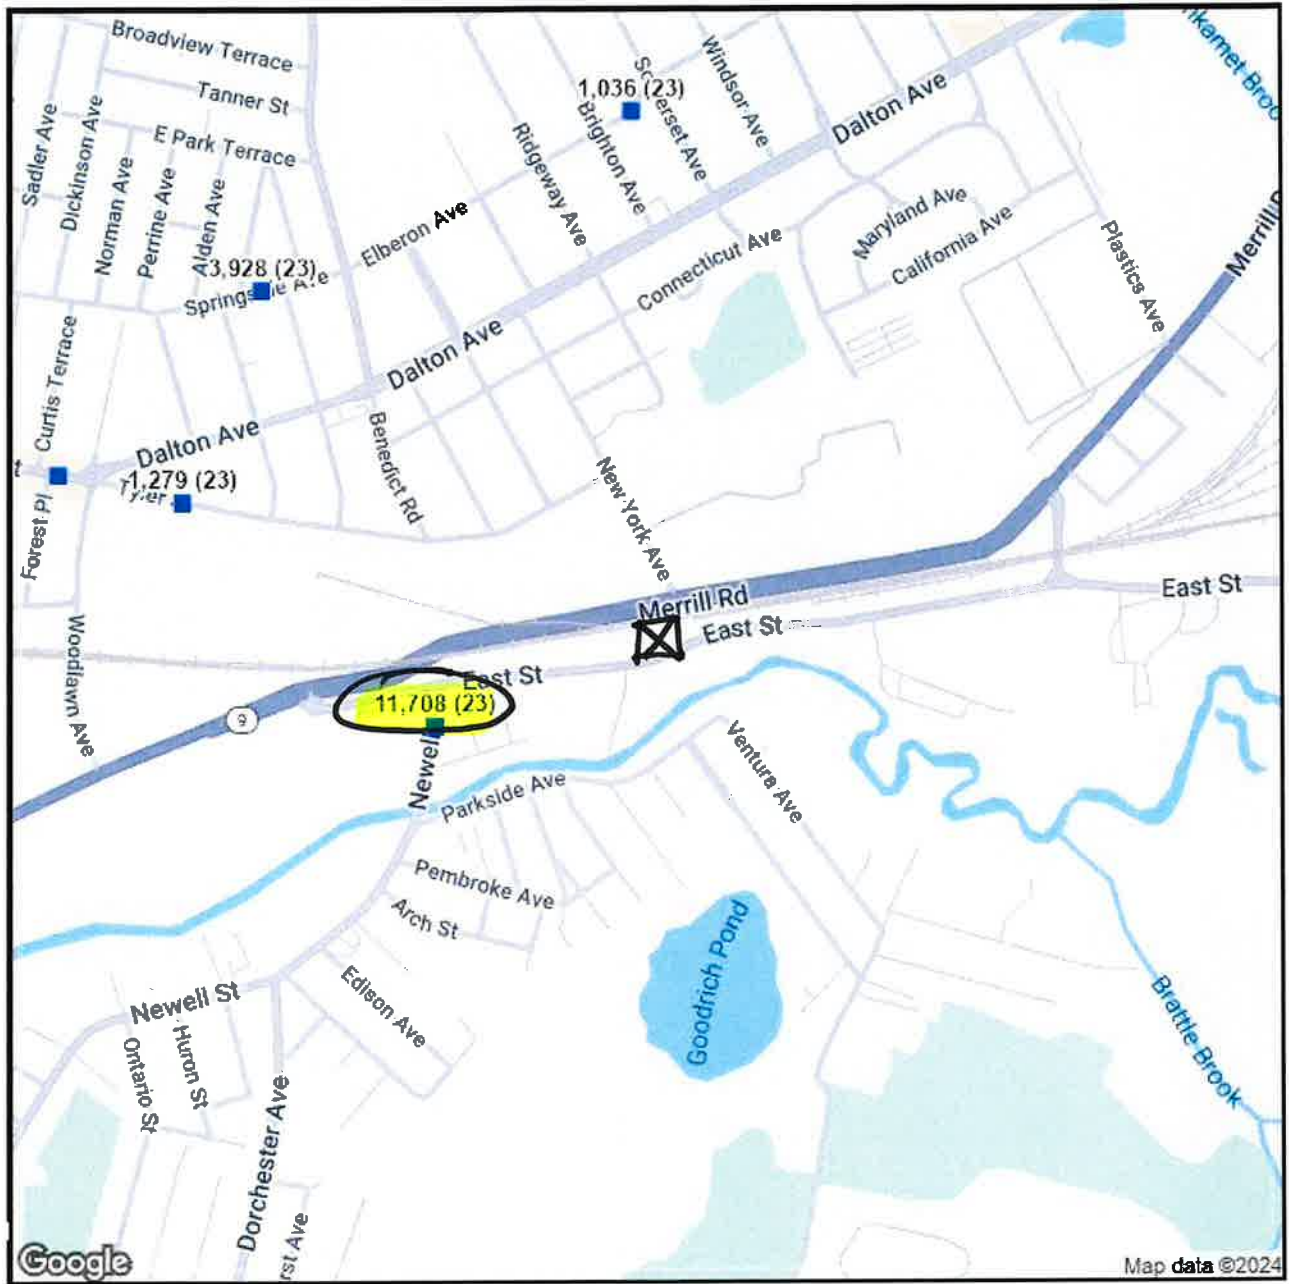 Broadview Terrace
Tanner St
E Park Terrace
Sadler Ave
Dickinson Ave
Norman Ave
Perrine Ave
Alden Ave
1,036 (23)
Windsor Ave
Brighton Ave
Ridgeway Ave
Dalton Ave
Merrill
Elberon Ave
Maryland Ave
California Ave
Connecticut Ave
Plastics Ave
3,928 (23)
Curtis Terrace
Dalton Ave
Dalton Ave
Benedict Rd
1,279 (23)
Forest Pl
New York Ave
Merrill Rd
East St
East St
East St
Woodlawn Ave
9
11,708 (23)
Newell
Parkside Ave
Ventura Ave
Pembroke Ave
Arch St
Goodrich Pond
Newell St
Edison Ave
Huron St
Ontario St
Dorchester Ave
Brattle Brook
rst Ave
Google
Map data ©2024